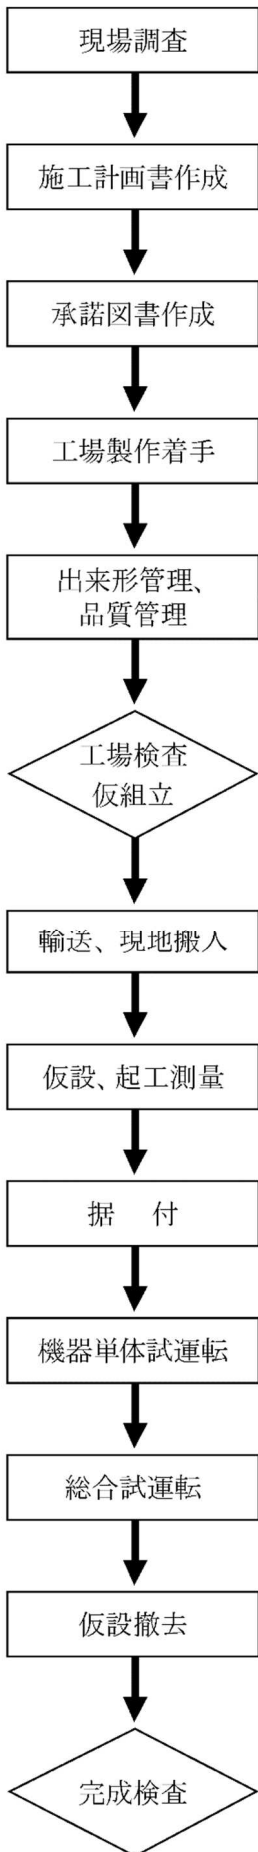 現場調査
施工計画書作成
承諾図書作成
工場製作着手
出来形管理、
品質管理
工場検査
仮組立
輸送、現地搬人
仮設、起工測量
据　付
機器単体試運転
総合試運転
仮設撤去
完成検査